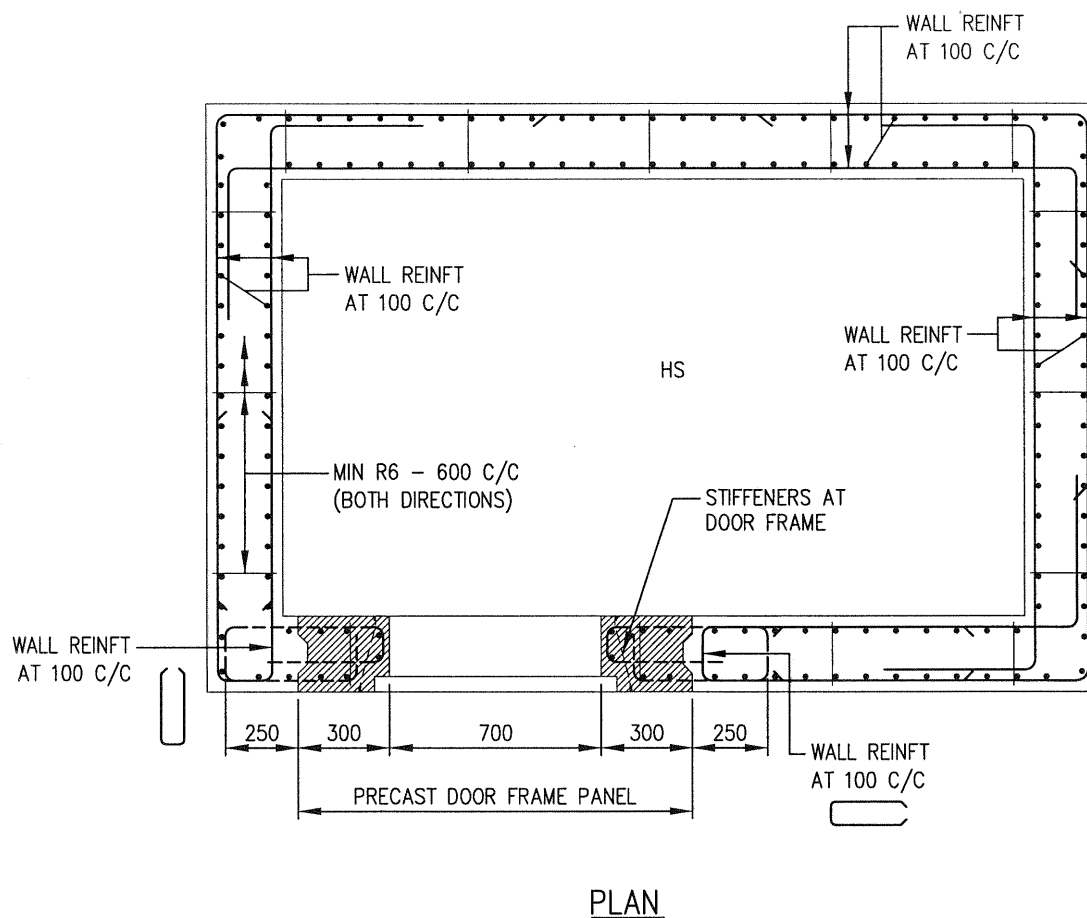 WALL REINFT
AT 100 C/C
WALL REINFT
AT 100 C/C
WALL REINFT
AT 100 C/C
HS
MIN R6 - 600 C/C
(BOTH DIRECTIONS)
STIFFENERS AT
DOOR FRAME
WALL REINFT
AT 100 C/C
250
300
700
300
250
WALL REINFT
AT 100 C/C
PRECAST DOOR FRAME PANEL
PLAN